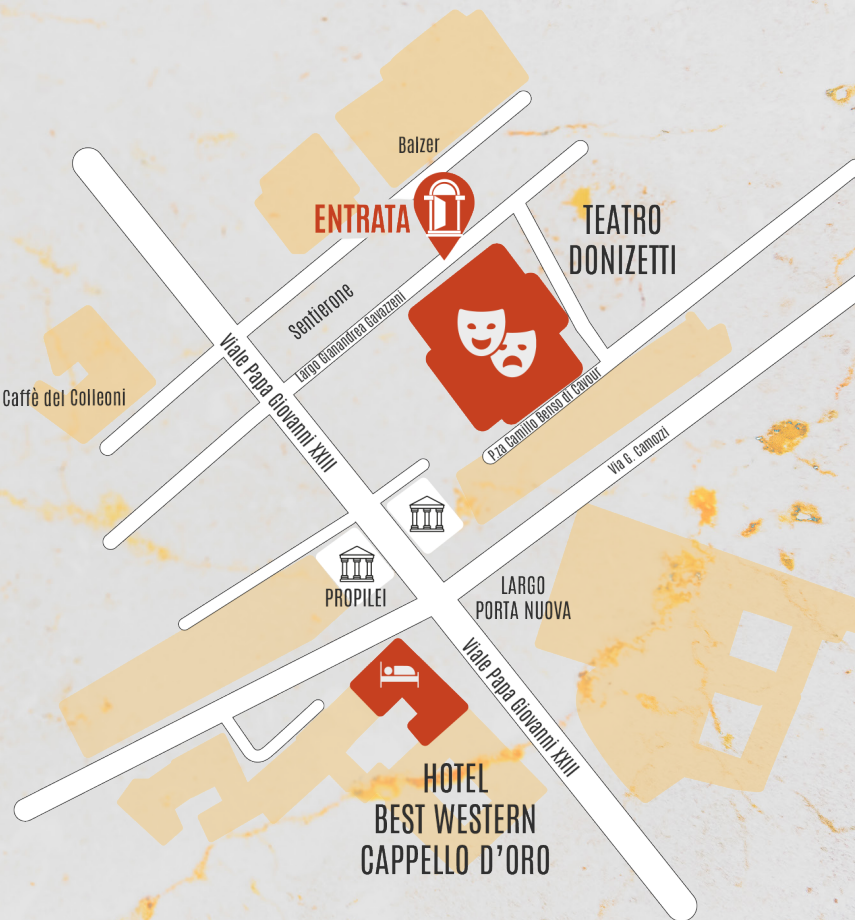 Balzer
ENTRATA
TEATRO
DONIZETTI
Sentierone
Largo Gianandrea Gavazzeni
Viale Papa Giovanni XXIII
Caffè del Colleoni
P.za Camillo Benso di Cavour
Via G. Camozzi
PROPILEI
LARGO
PORTA NUOVA
Viale Papa Giovanni XXIII
HOTEL
BEST WESTERN
CAPPELLO D’ORO